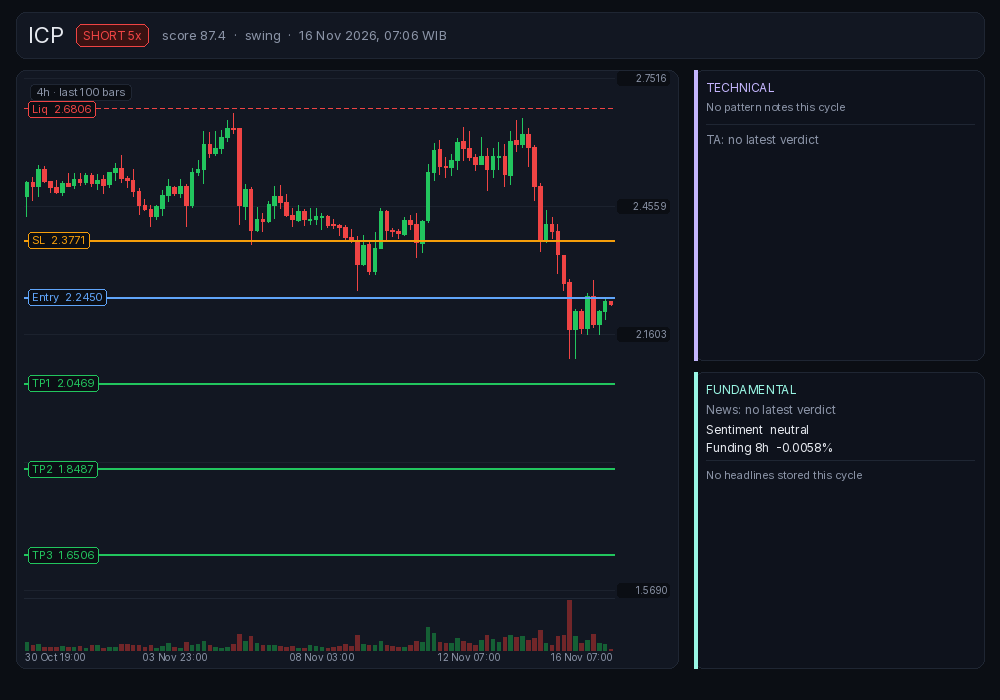 ICP SHORT 5x score 87.4 · swing · 16 Nov 2026, 07:06 WIB
4h · last 100 bars
2.7516
Liq 2.6806
2.4559
SL 2.3771
Entry 2.2450
2.1603
TP1 2.0469
TP2 1.8487
TP3 1.6506
1.5690
30 Oct 19:00 03 Nov 23:00 08 Nov 03:00 12 Nov 07:00 16 Nov 07:00
TECHNICAL
No pattern notes this cycle
TA: no latest verdict
FUNDAMENTAL
News: no latest verdict
Sentiment neutral
Funding 8h -0.0058%
No headlines stored this cycle